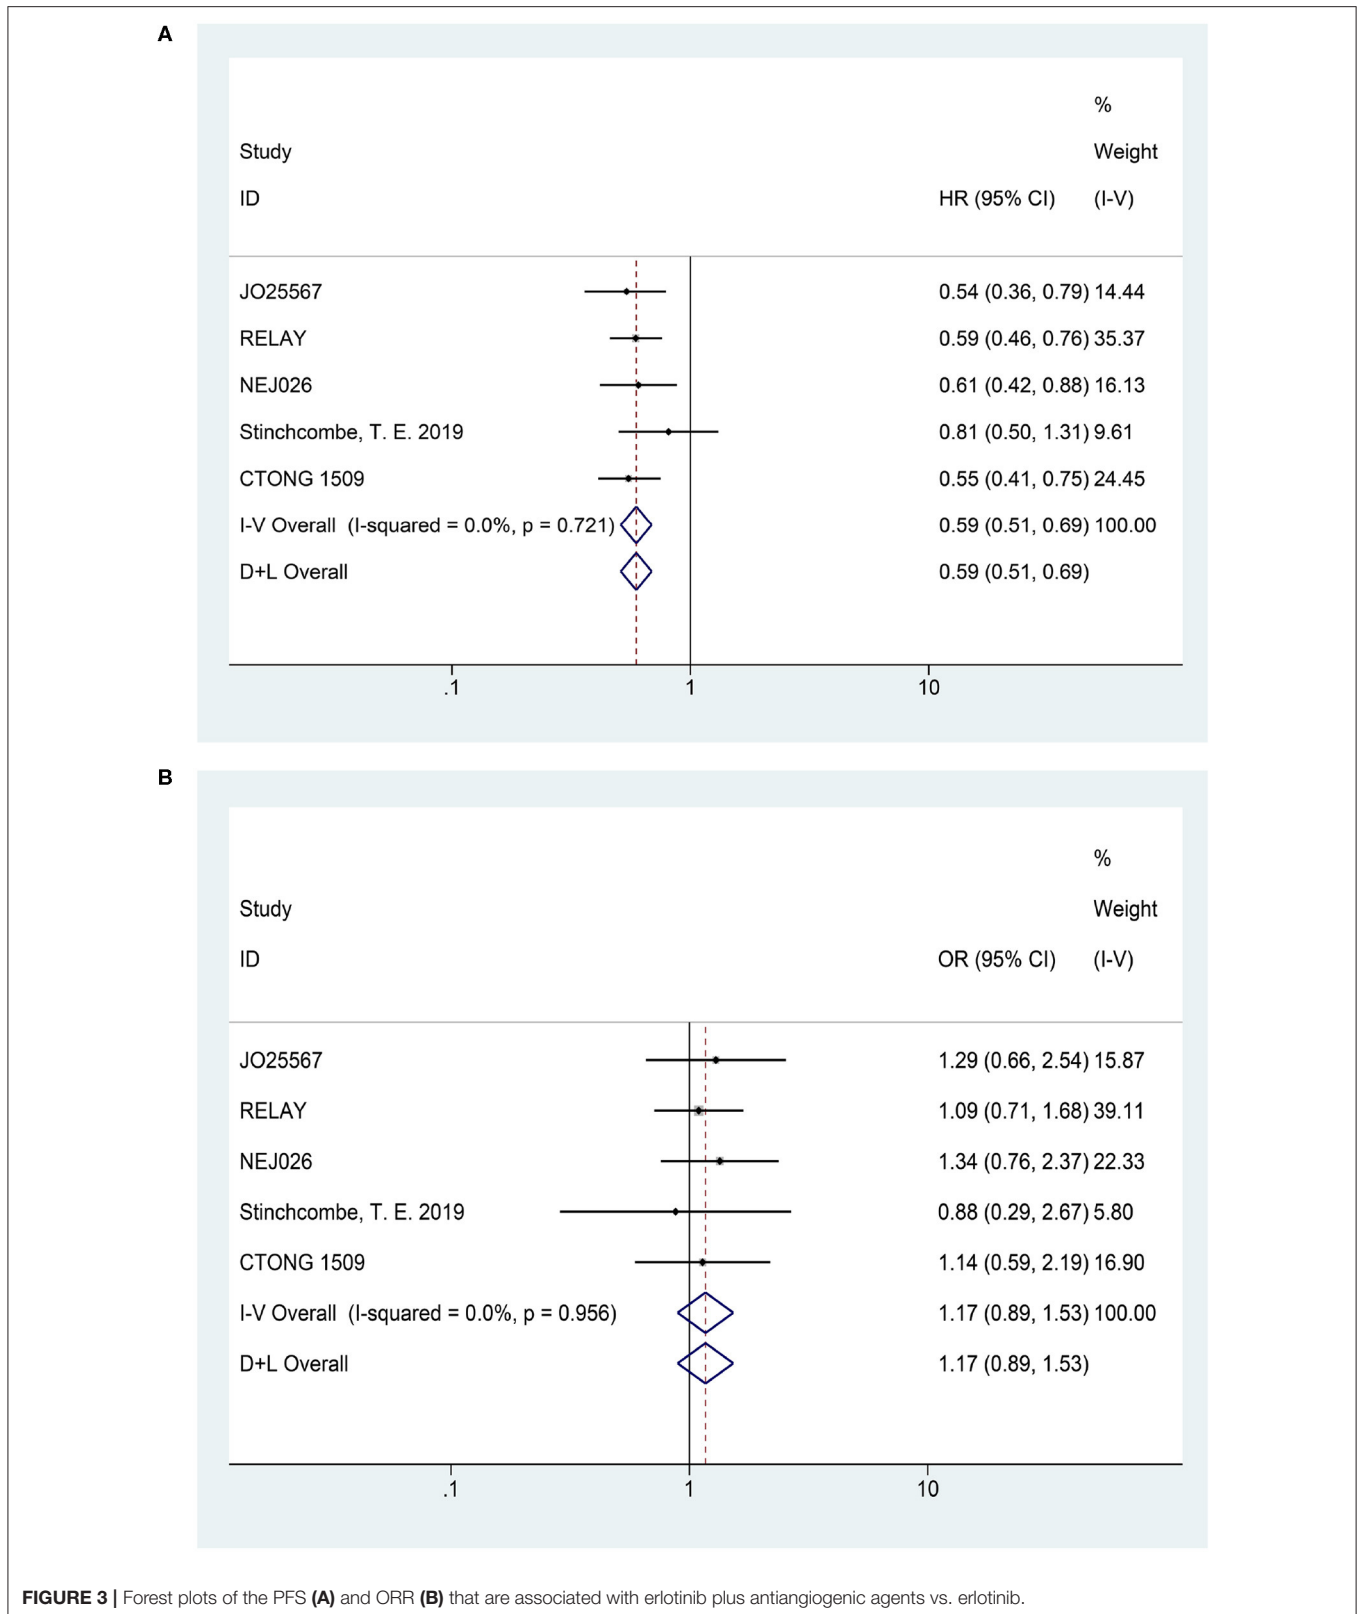 A
%
Study Weight
ID HR (95% CI) (I-V)
JO25567 0.54 (0.36, 0.79) 14.44
RELAY 0.59 (0.46, 0.76) 35.37
NEJ026 0.61 (0.42, 0.88) 16.13
Stinchcombe, T. E. 2019 0.81 (0.50, 1.31) 9.61
CTONG 1509 0.55 (0.41, 0.75) 24.45
I-V Overall (I-squared = 0.0%, p = 0.721) 0.59 (0.51, 0.69) 100.00
D+L Overall 0.59 (0.51, 0.69)
.1 1 10
B
%
Study Weight
ID OR (95% CI) (I-V)
JO25567 1.29 (0.66, 2.54) 15.87
RELAY 1.09 (0.71, 1.68) 39.11
NEJ026 1.34 (0.76, 2.37) 22.33
Stinchcombe, T. E. 2019 0.88 (0.29, 2.67) 5.80
CTONG 1509 1.14 (0.59, 2.19) 16.90
I-V Overall (I-squared = 0.0%, p = 0.956) 1.17 (0.89, 1.53) 100.00
D+L Overall 1.17 (0.89, 1.53)
.1 1 10
FIGURE 3 | Forest plots of the PFS (A) and ORR (B) that are associated with erlotinib plus antiangiogenic agents vs. erlotinib.